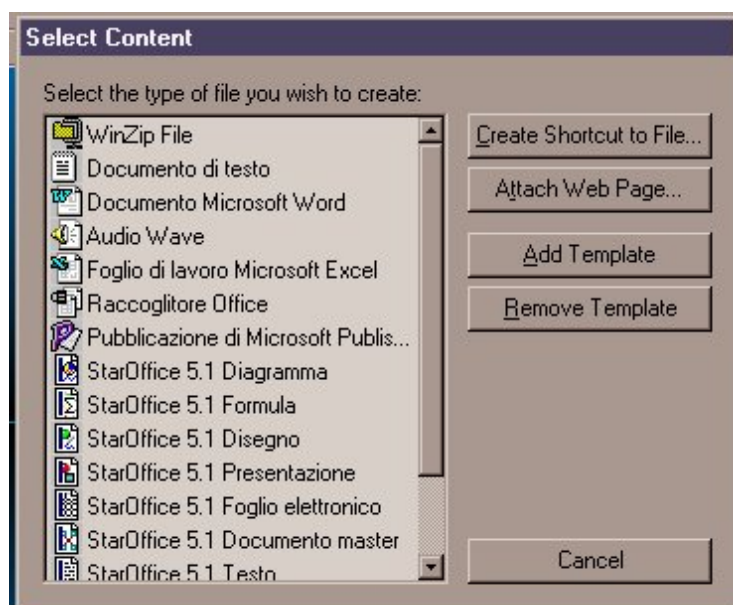 Select Content
Select the type of file you wish to create:
WinZip File
Documento di testo
Documento Microsoft Word
Audio Wave
Foglio di lavoro Microsoft Excel
Raccoglitore Office
Pubblicazione di Microsoft Publis...
StarOffice 5.1 Diagramma
StarOffice 5.1 Formula
StarOffice 5.1 Disegno
StarOffice 5.1 Presentazione
StarOffice 5.1 Foglio elettronico
StarOffice 5.1 Documento master
StarOffice 5.1 Testo
Create Shortcut to File...
Attach Web Page...
Add Template
Remove Template
Cancel